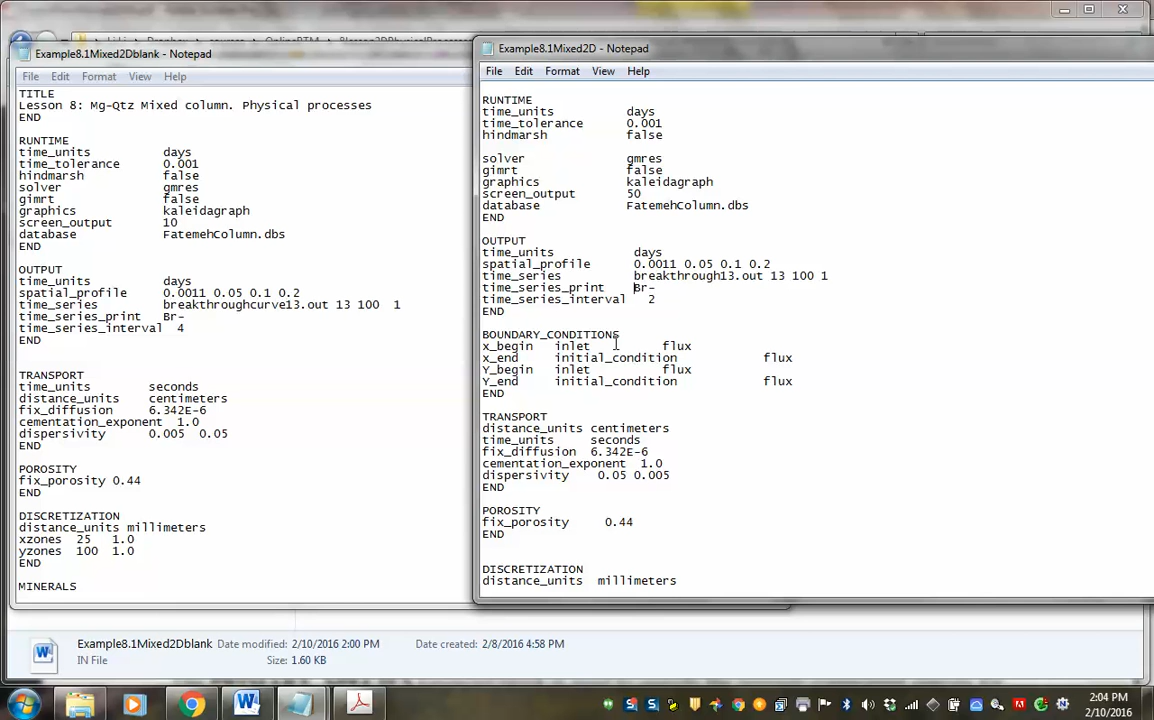 Example8.1Mixed2Dblank - Notepad
File Edit Format View Help
TITLE
Lesson 8: Mg-Qtz Mixed column. Physical processes
END
RUNTIME
time_units days
time_tolerance 0.001
hindmarsh false
solver gmres
gimrt false
graphics kaleidagraph
screen_output 10
database FatemehColumn.dbs
END
OUTPUT
time_units days
spatial_profile 0.0011 0.05 0.1 0.2
time_series breakthroughcurve13.out 13 100 1
time_series_print Br-
time_series_interval 4
END
TRANSPORT
time_units seconds
distance_units centimeters
fix_diffusion 6.342E-6
cementation_exponent 1.0
dispersivity 0.005 0.05
END
POROSITY
fix_porosity 0.44
END
DISCRETIZATION
distance_units millimeters
xzones 25 1.0
yzones 100 1.0
END
MINERALS
Example8.1Mixed2D - Notepad
File Edit Format View Help
RUNTIME
time_units days
time_tolerance 0.001
hindmarsh false
solver gmres
gimrt false
graphics kaleidagraph
screen_output 50
database FatemehColumn.dbs
END
OUTPUT
time_units days
spatial_profile 0.0011 0.05 0.1 0.2
time_series breakthrough13.out 13 100 1
time_series_print Br-
time_series_interval 2
END
BOUNDARY_CONDITIONS
x_begin inlet flux
x_end initial_condition flux
Y_begin inlet flux
Y_end initial_condition flux
END
TRANSPORT
distance_units centimeters
time_units seconds
fix_diffusion 6.342E-6
cementation_exponent 1.0
dispersivity 0.05 0.005
END
POROSITY
fix_porosity 0.44
END
DISCRETIZATION
distance_units millimeters
Example8.1Mixed2Dblank Date modified: 2/10/2016 2:00 PM Date created: 2/8/2016 4:58 PM
IN File Size: 1.60 KB
2:04 PM
2/10/2016